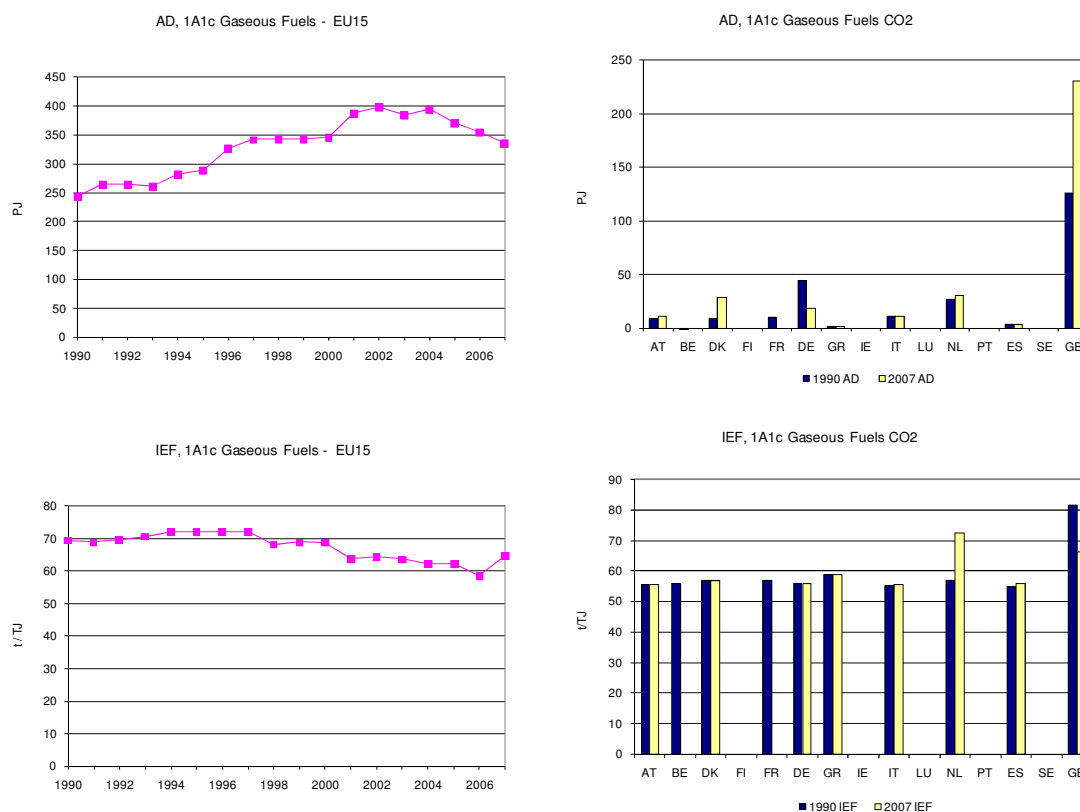 AD, 1A1c Gaseous Fuels - EU15
450
400
350
300
250
200
150
100
50
0
PJ
1990 1992 1994 1996 1998 2000 2002 2004 2006
AD, 1A1c Gaseous Fuels CO2
250
200
150
100
50
0
PJ
AT BE DK FI FR DE GR IE IT LU NL PT ES SE GB
1990 AD 2007 AD
IEF, 1A1c Gaseous Fuels - EU15
80
70
60
50
40
30
20
10
0
t / TJ
1990 1992 1994 1996 1998 2000 2002 2004 2006
IEF, 1A1c Gaseous Fuels CO2
90
80
70
60
50
40
30
20
10
0
t/TJ
AT BE DK FI FR DE GR IE IT LU NL PT ES SE GB
1990 IEF 2007 IEF